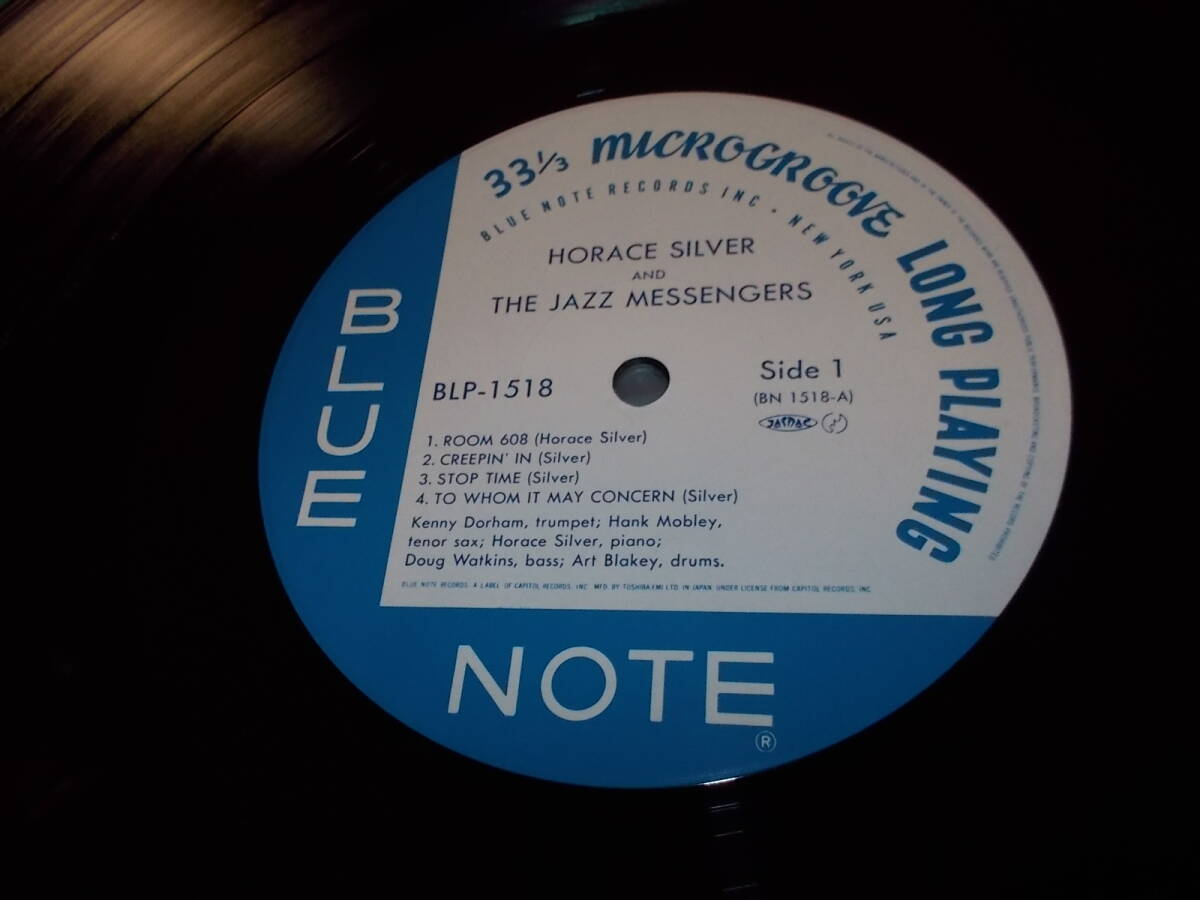 33 1/3 MICROGROOVE LONG PLAYING
BLUE NOTE RECORDS INC • NEW YORK USA
HORACE SILVER
AND
THE JAZZ MESSENGERS
BLP-1518
Side 1
(BN 1518-A)
JASRAC
1. ROOM 608 (Horace Silver)
2. CREEPIN' IN (Silver)
3. STOP TIME (Silver)
4. TO WHOM IT MAY CONCERN (Silver)
Kenny Dorham, trumpet; Hank Mobley,
tenor sax; Horace Silver, piano;
Doug Watkins, bass; Art Blakey, drums.
BLUE NOTE RECORDS. A LABEL OF CAPITOL RECORDS, INC. MFD. BY TOSHIBA EMI LTD. IN JAPAN UNDER LICENSE FROM CAPITOL RECORDS, INC.
BLUE
NOTE
®